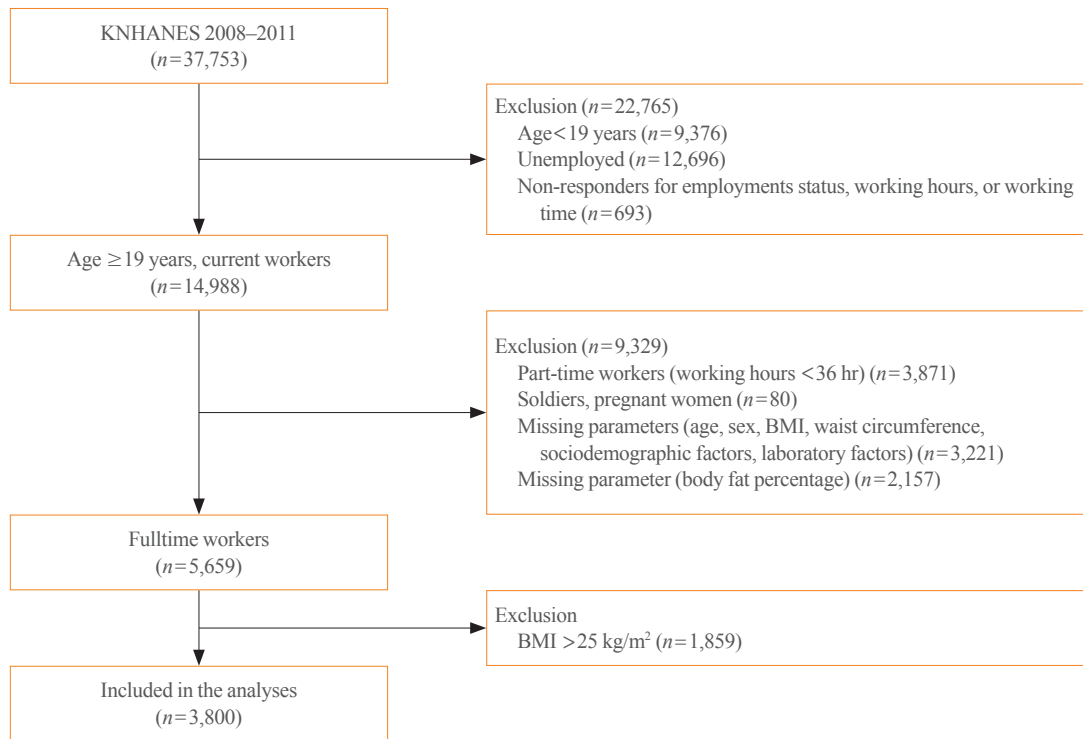 KNHANES 2008–2011
(n=37,753)
Exclusion (n=22,765)
Age<19 years (n=9,376)
Unemployed (n=12,696)
Non-responders for employments status, working hours, or working
time (n=693)
Age ≥19 years, current workers
(n=14,988)
Exclusion (n=9,329)
Part-time workers (working hours <36 hr) (n=3,871)
Soldiers, pregnant women (n=80)
Missing parameters (age, sex, BMI, waist circumference,
sociodemographic factors, laboratory factors) (n=3,221)
Missing parameter (body fat percentage) (n=2,157)
Fulltime workers
(n=5,659)
Exclusion
BMI >25 kg/m² (n=1,859)
Included in the analyses
(n=3,800)